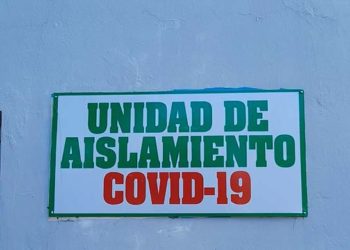 UNIDAD DE
AISLAMIENTO
COVID-19